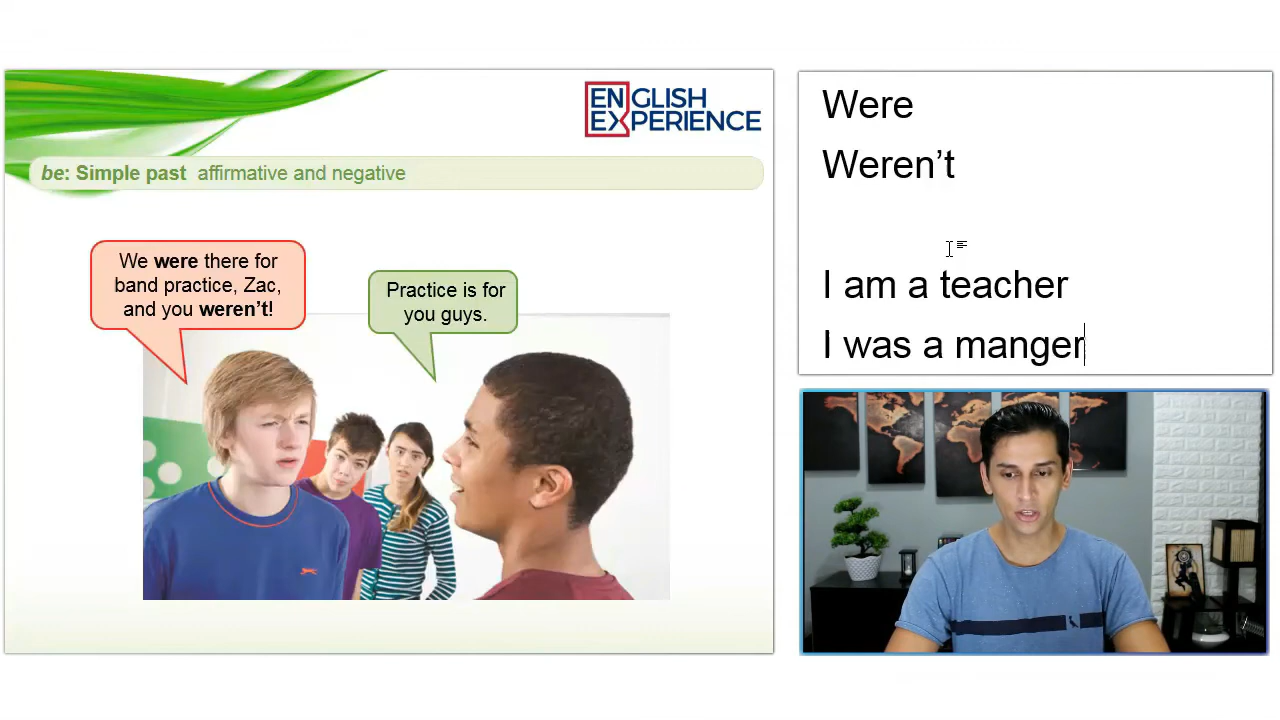 ENGLISH
EXPERIENCE
be: Simple past affirmative and negative
We were there for
band practice, Zac,
and you weren't!
Practice is for
you guys.
Were
Weren’t
I am a teacher
I was a manger